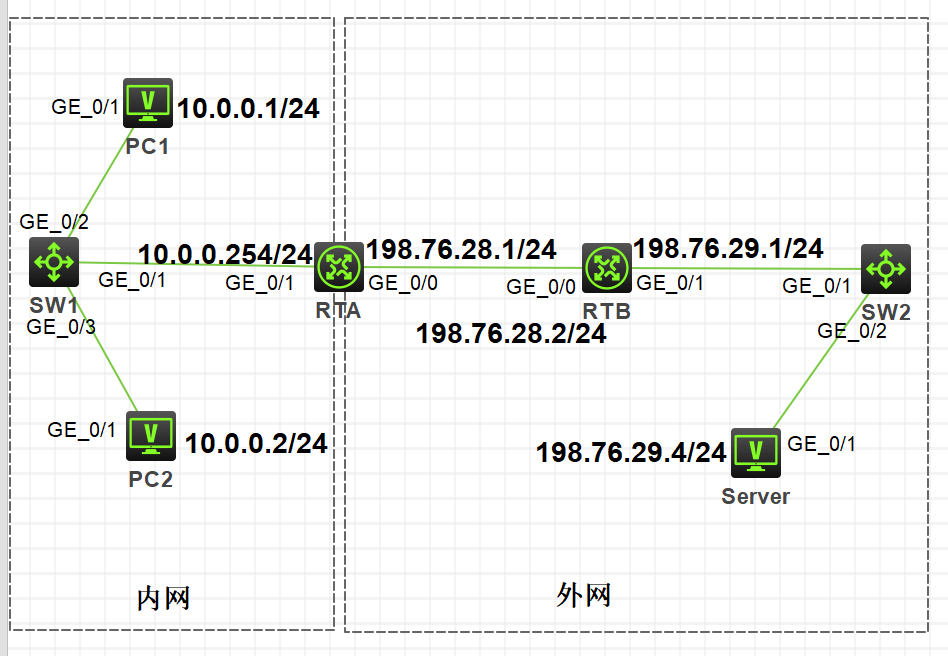 GE_0/1
10.0.0.1/24
PC1
GE_0/2
10.0.0.254/24
GE_0/1
GE_0/1
SW1
GE_0/3
RTA
198.76.28.1/24
GE_0/0
GE_0/0
198.76.28.2/24
RTB
198.76.29.1/24
GE_0/1
GE_0/1
SW2
GE_0/2
GE_0/1
10.0.0.2/24
PC2
198.76.29.4/24
GE_0/1
Server
内网
外网